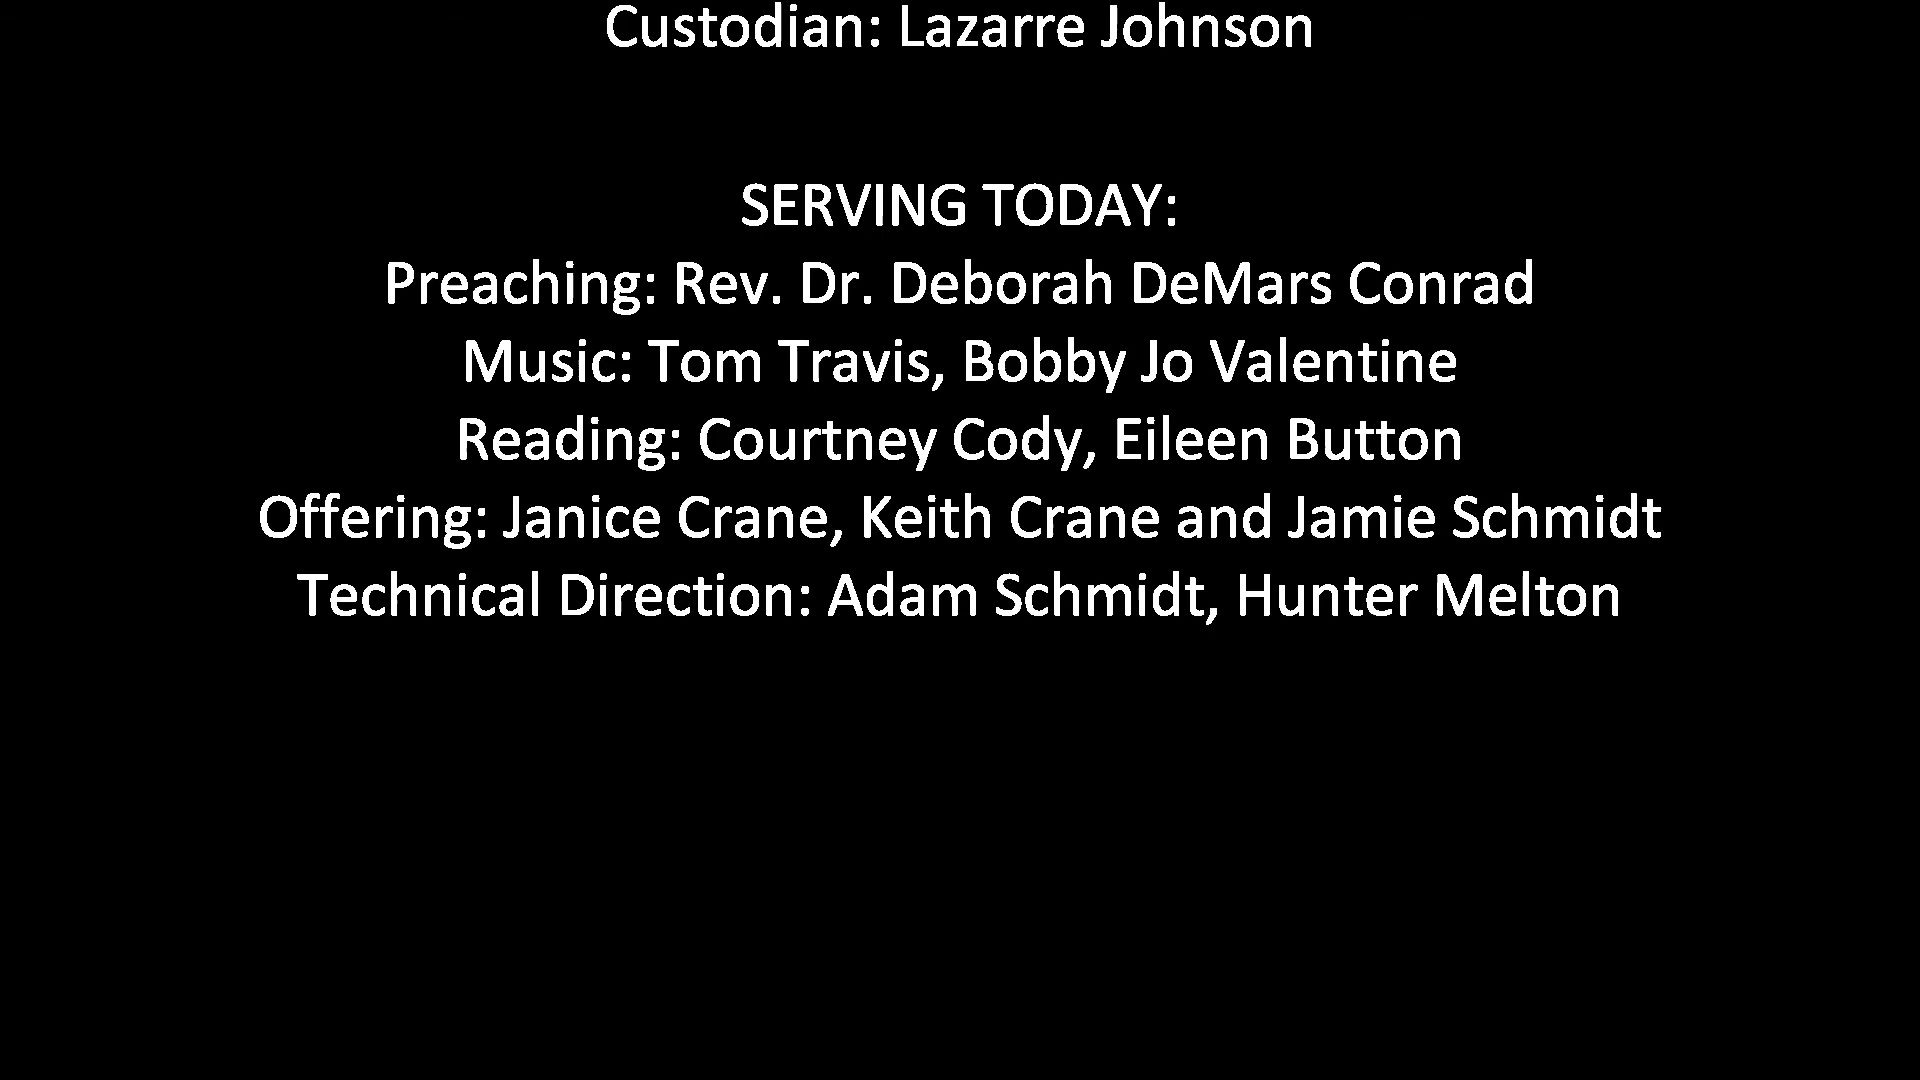 Custodian: Lazarre Johnson
SERVING TODAY:
Preaching: Rev. Dr. Deborah DeMars Conrad
Music: Tom Travis, Bobby Jo Valentine
Reading: Courtney Cody, Eileen Button
Offering: Janice Crane, Keith Crane and Jamie Schmidt
Technical Direction: Adam Schmidt, Hunter Melton